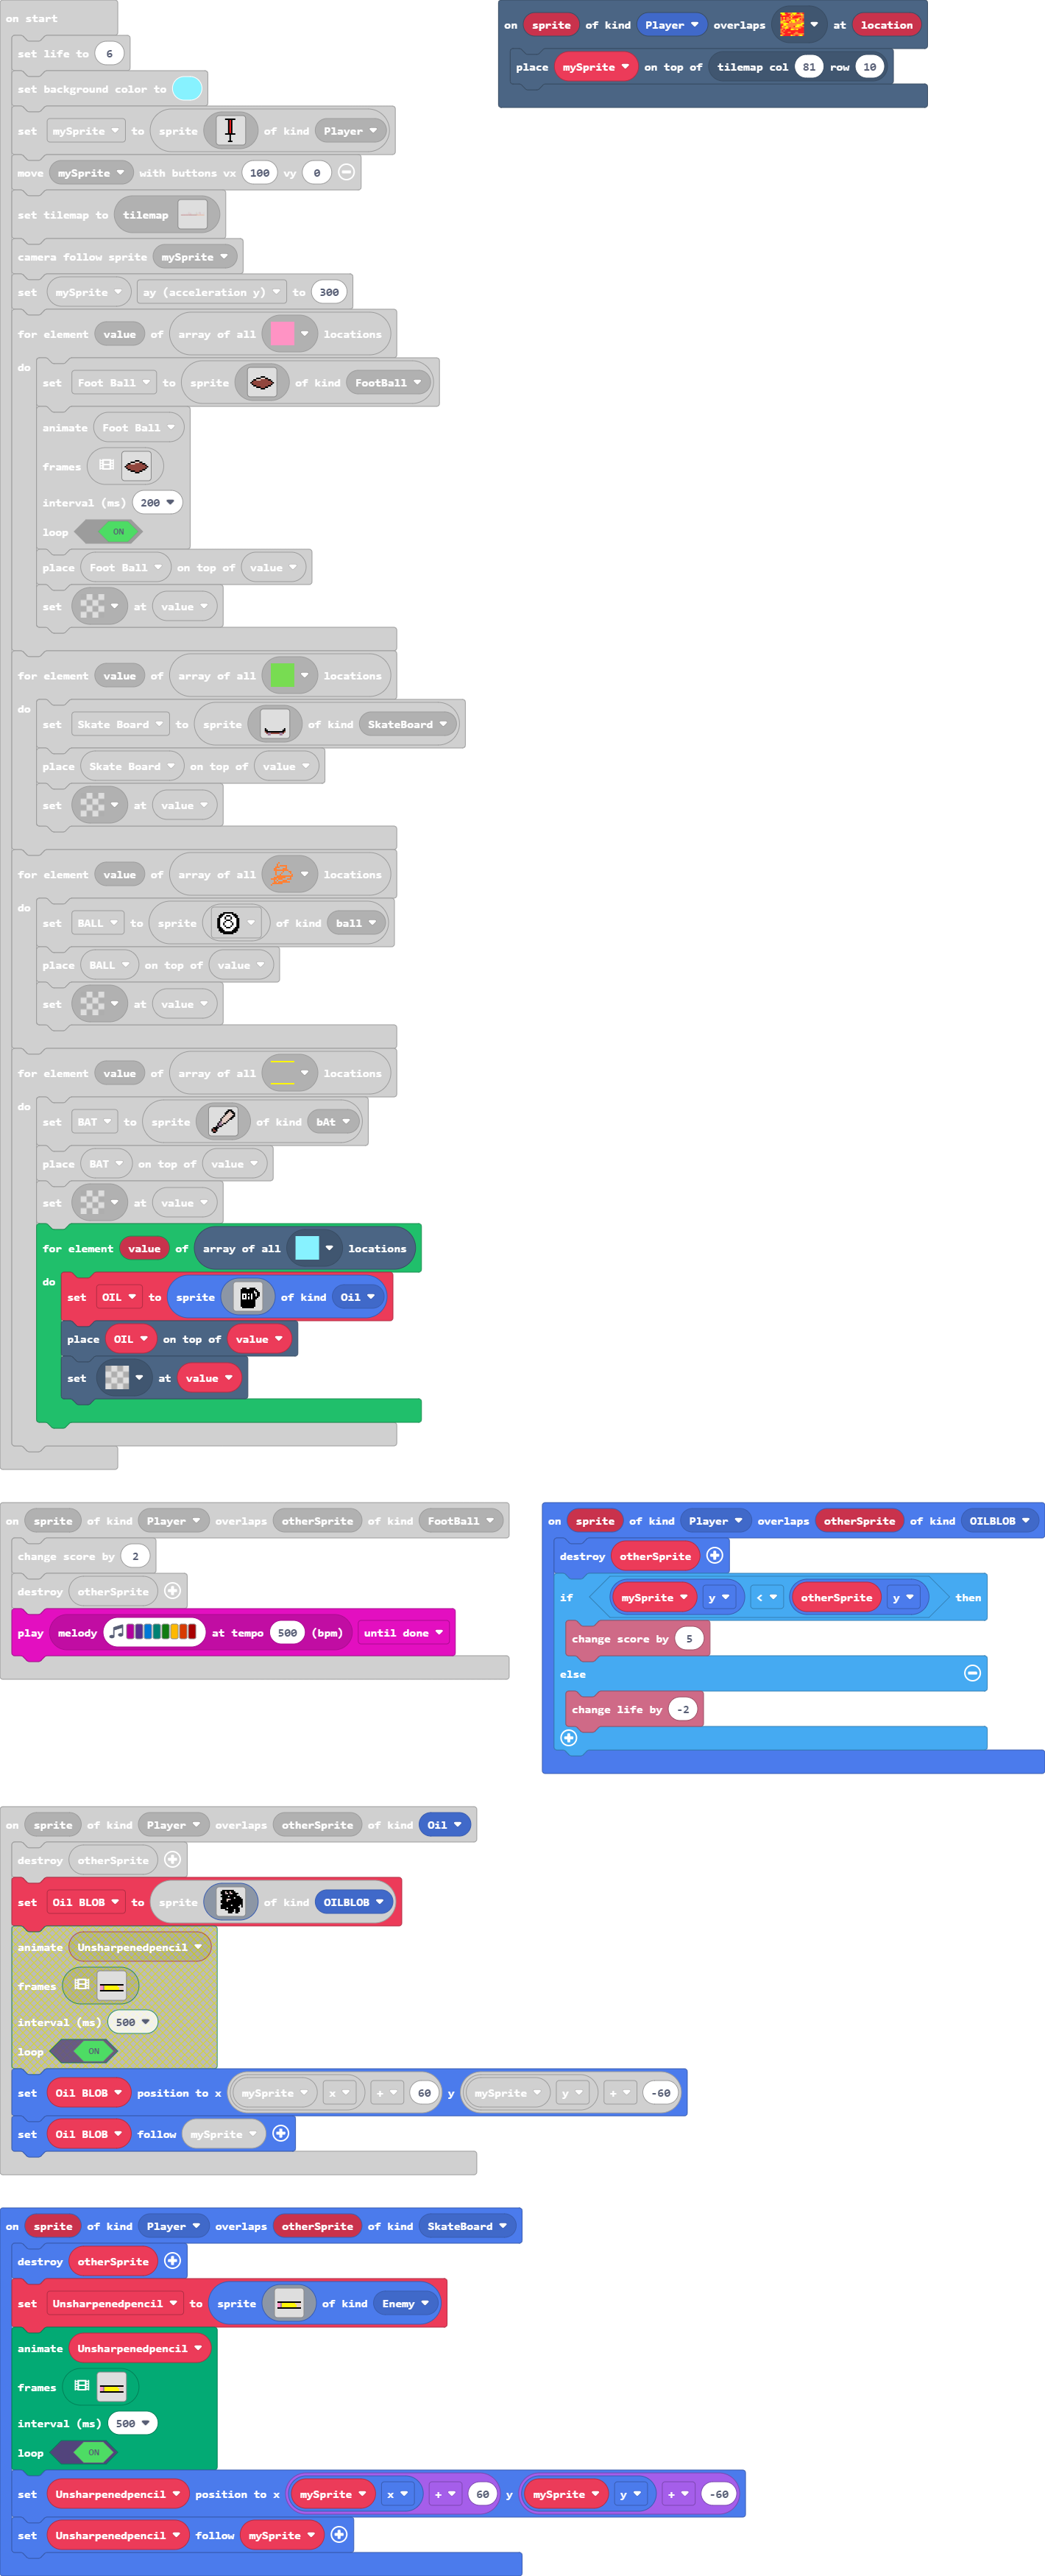 on start
set life to 6
set background color to
set mySprite to sprite of kind Player
move mySprite with buttons vx 100 vy 0
set tilemap to tilemap
camera follow sprite mySprite
set mySprite ay (acceleration y) to 300
for element value of array of all locations
do
set Foot Ball to sprite of kind FootBall
animate Foot Ball
frames
interval (ms) 200
loop ON
place Foot Ball on top of value
set at value
for element value of array of all locations
do
set Skate Board to sprite of kind SkateBoard
place Skate Board on top of value
set at value
for element value of array of all locations
do
set BALL to sprite 8 of kind ball
place BALL on top of value
set at value
for element value of array of all locations
do
set BAT to sprite of kind bAt
place BAT on top of value
set at value
for element value of array of all locations
do
set OIL to sprite of kind Oil
place OIL on top of value
set at value
on sprite of kind Player overlaps at location
place mySprite on top of tilemap col 81 row 10
on sprite of kind Player overlaps otherSprite of kind FootBall
change score by 2
destroy otherSprite
play melody at tempo 500 (bpm) until done
on sprite of kind Player overlaps otherSprite of kind OILBLOB
destroy otherSprite
if mySprite y < otherSprite y then
change score by 5
else
change life by -2
on sprite of kind Player overlaps otherSprite of kind Oil
destroy otherSprite
set Oil BLOB to sprite of kind OILBLOB
animate Unsharpenedpencil
frames
interval (ms) 500
loop ON
set Oil BLOB position to x mySprite x + 60 y mySprite y + -60
set Oil BLOB follow mySprite
on sprite of kind Player overlaps otherSprite of kind SkateBoard
destroy otherSprite
set Unsharpenedpencil to sprite of kind Enemy
animate Unsharpenedpencil
frames
interval (ms) 500
loop ON
set Unsharpenedpencil position to x mySprite x + 60 y mySprite y + -60
set Unsharpenedpencil follow mySprite